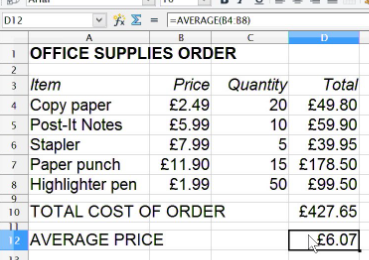 D12 =AVERAGE(B4:B8)
A B C D
1 OFFICE SUPPLIES ORDER
2
3 Item Price Quantity Total
4 Copy paper £2.49 20 £49.80
5 Post-It Notes £5.99 10 £59.90
6 Stapler £7.99 5 £39.95
7 Paper punch £11.90 15 £178.50
8 Highlighter pen £1.99 50 £99.50
9
10 TOTAL COST OF ORDER £427.65
11
12 AVERAGE PRICE £6.07